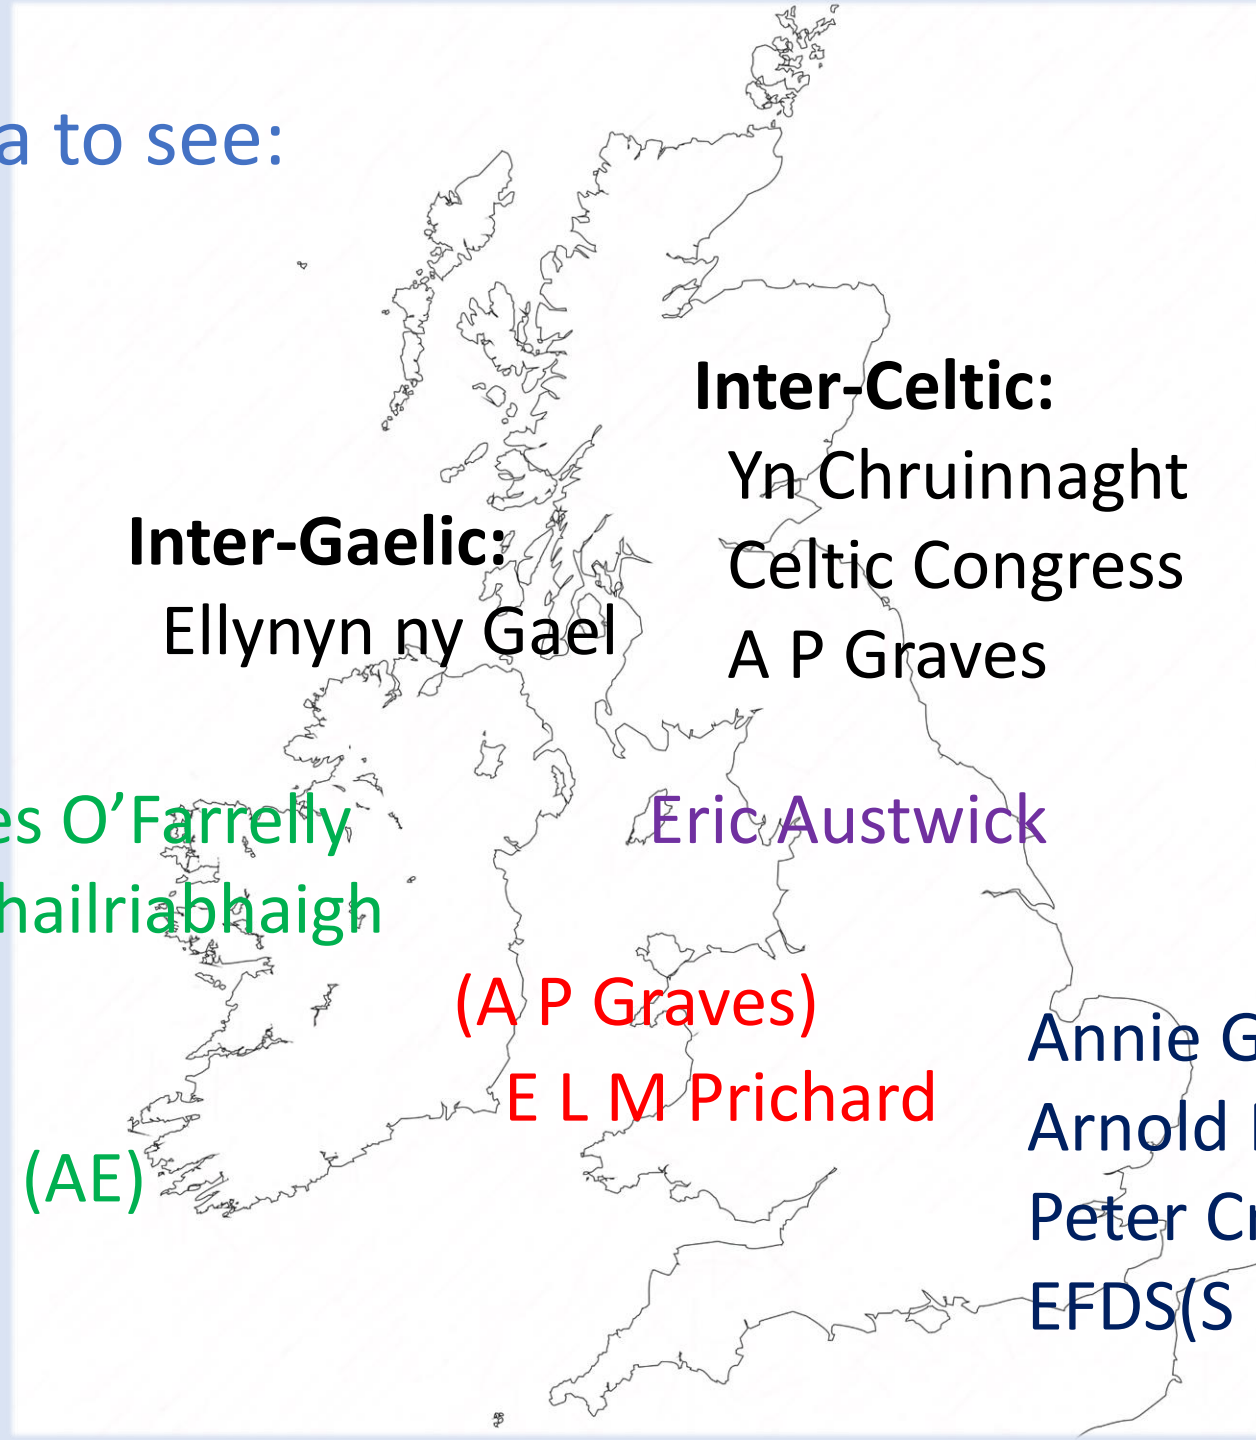 a to see:
Inter-Celtic:
Yn Chruinnaght
Celtic Congress
A P Graves
Inter-Gaelic:
Ellynyn ny Gael
es O’Farrelly
hailriabhaigh
Eric Austwick
(A P Graves)
E L M Prichard
(AE)
Annie G
Arnold
Peter Cr
EFDS(S